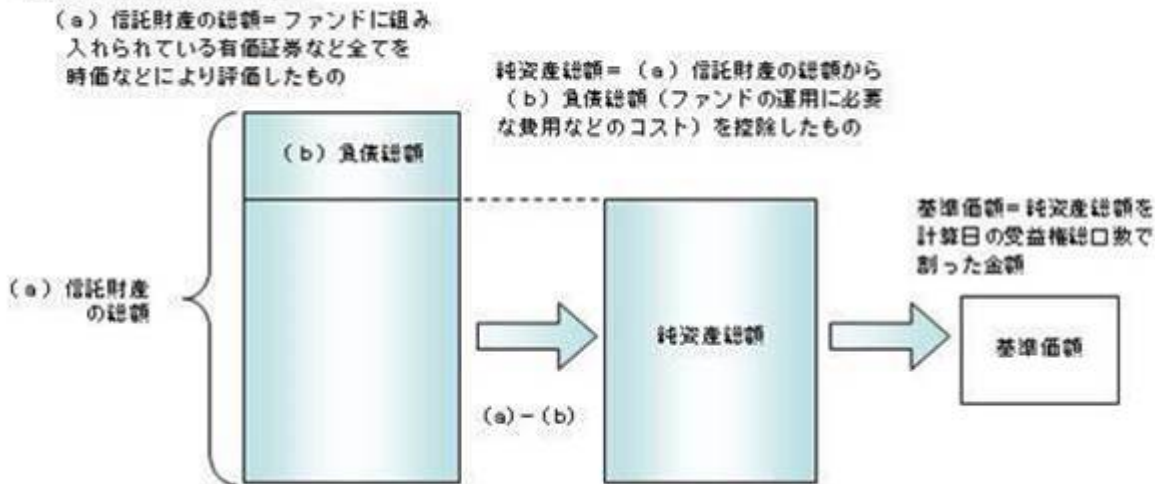 (a)信託財産の総額=ファンドに組み
入れられている有価証券など全てを
時価などにより評価したもの
純資産総額=(a)信託財産の総額から
(b)負債総額(ファンドの運用に必要
な費用などのコスト)を控除したもの
(b)負債総額
基準価額=純資産総額を
計算日の受益権総口数で
割った金額
(a)信託財産
の総額
純資産総額
基準価額
(a)-(b)